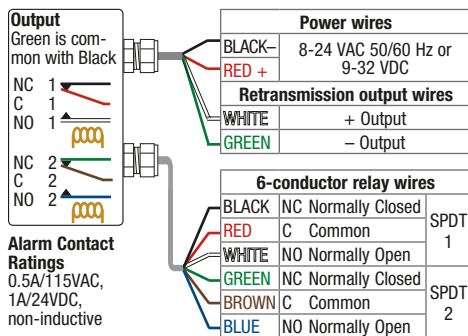 Output
Green is com-
mon with Black
NC 1
C 1
NO 1
NC 2
C 2
NO 2
Alarm Contact
Ratings
0.5A/115VAC,
1A/24VDC,
non-inductive
Power wires
BLACK– 8-24 VAC 50/60 Hz or
RED + 9-32 VDC
Retransmission output wires
WHITE + Output
GREEN – Output
6-conductor relay wires
BLACK NC Normally Closed
RED C Common
WHITE NO Normally Open
SPDT
1
GREEN NC Normally Closed
BROWN C Common
BLUE NO Normally Open
SPDT
2